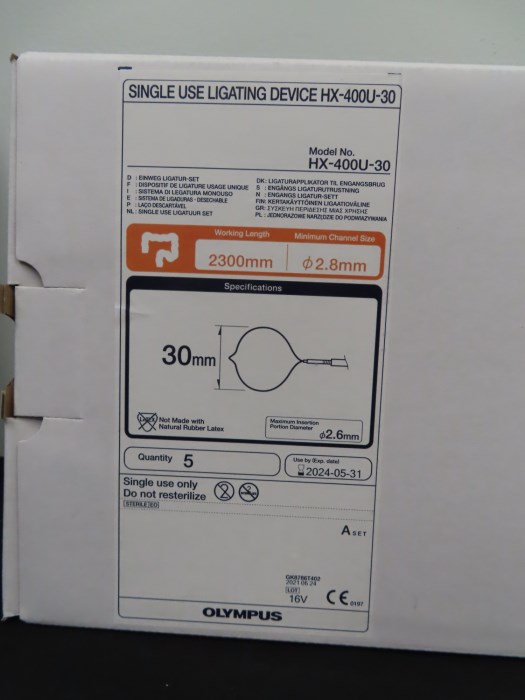 SINGLE USE LIGATING DEVICE HX-400U-30
Model No.
HX-400U-30
D : EINWEG LIGATUR-SET
F : DISPOSITIF DE LIGATURE USAGE UNIQUE
I : SISTEMA DI LEGATURA MONOUSO
E : SISTEMA DE LIGADURAS - DESECHABLE
P : LAÇO DESCARTÁVEL
NL : SINGLE USE LIGATUUR SET
DK: LIGATURAPPLIKATOR TIL ENGANGSBRUG
S : ENGÅNGS LIGATURUTRUSTNING
N : ENGANGS LIGATUR-SETT
FIN: KERTAKÄYTTÖINEN LIGAATIOVÄLINE
GR: ΣΥΣΚΕΥΗ ΠΕΡΙΔΕΣΗΣ ΜΙΑΣ ΧΡΗΣΗΣ
PL : JEDNORAZOWE NARZĘDZIE DO PODWIĄZYWANIA
Working Length
2300mm
Minimum Channel Size
φ2.8mm
Specifications
30mm
LATEX
Not Made with
Natural Rubber Latex
Maximum Insertion
Portion Diameter
φ2.6mm
Quantity 5
Use by (Exp. date)
2024-05-31
Single use only
Do not resterilize
STERILE EO
A SET
2021-06-24
LOT
16V
CE 0197
OLYMPUS